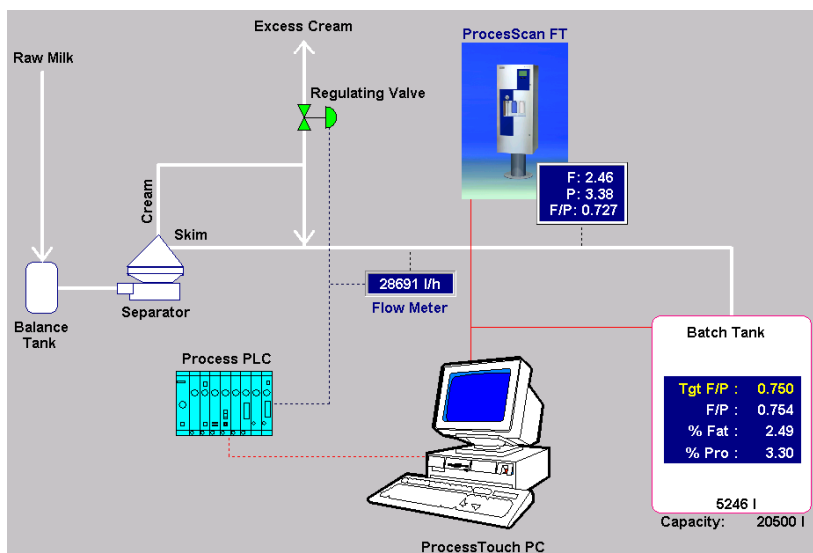 Excess Cream
ProcesScan FT
Raw Milk
Regulating Valve
F: 2.46
P: 3.38
F/P: 0.727
Cream
Skim
28691 l/h
Flow Meter
Separator
Balance
Tank
Batch Tank
Process PLC
Tgt F/P : 0.750
F/P : 0.754
% Fat : 2.49
% Pro : 3.30
5246 l
Capacity: 20500 l
ProcessTouch PC